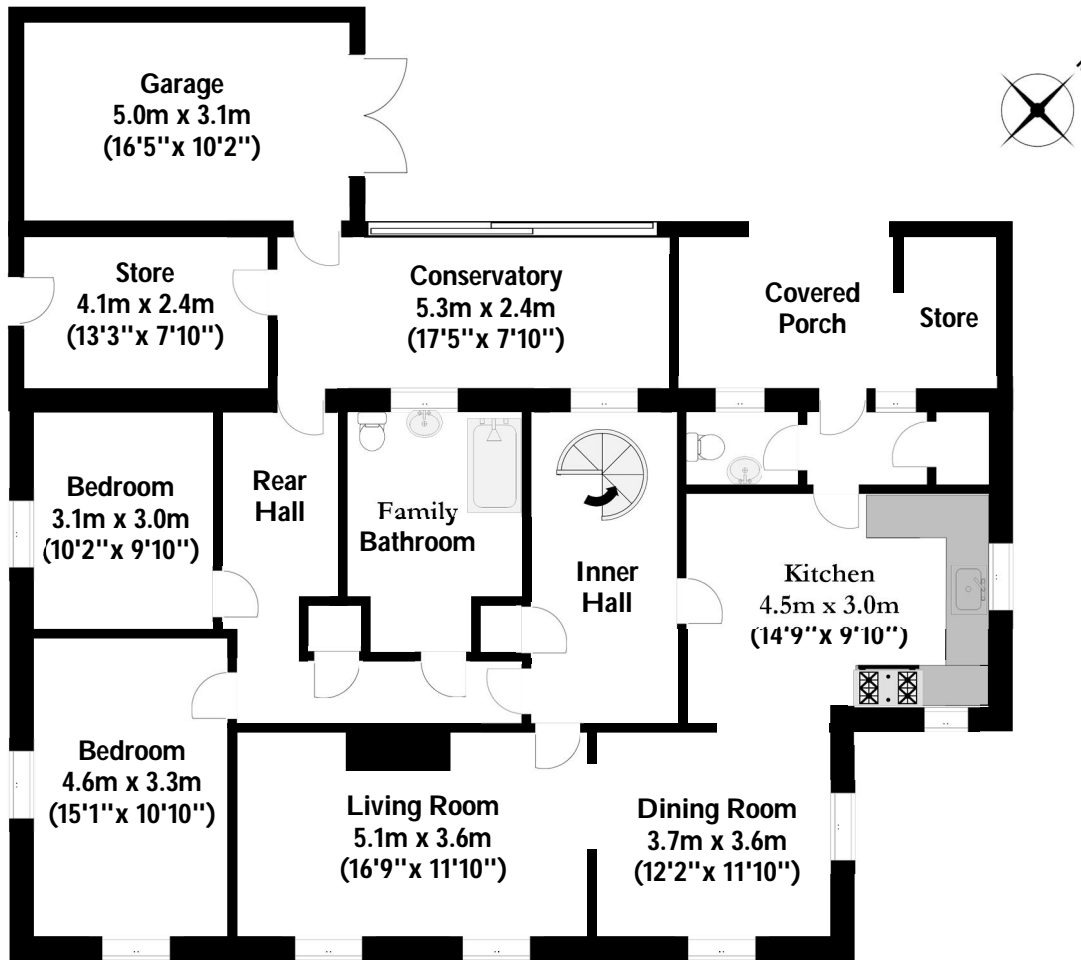 Garage
5.0m x 3.1m
(16'5"x 10'2")
Store
4.1m x 2.4m
(13'3"x 7'10")
Conservatory
5.3m x 2.4m
(17'5"x 7'10")
Covered
Porch
Store
Bedroom
3.1m x 3.0m
(10'2"x 9'10")
Rear
Hall
Family
Bathroom
Inner
Hall
Kitchen
4.5m x 3.0m
(14'9"x 9'10")
Bedroom
4.6m x 3.3m
(15'1"x 10'10")
Living Room
5.1m x 3.6m
(16'9"x 11'10")
Dining Room
3.7m x 3.6m
(12'2"x 11'10")